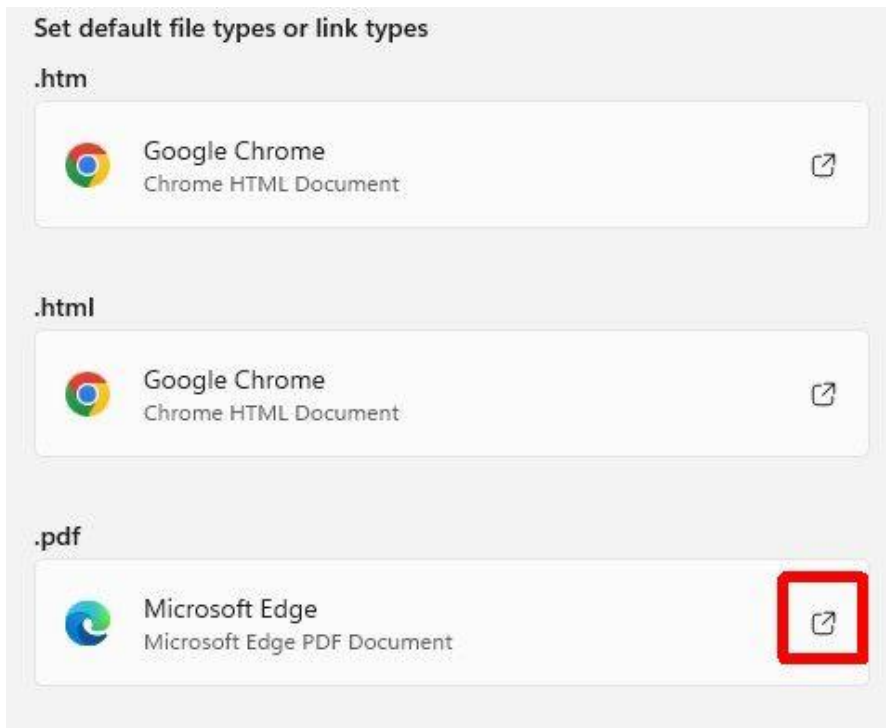 Set default file types or link types
.htm
Google Chrome
Chrome HTML Document
.html
Google Chrome
Chrome HTML Document
.pdf
Microsoft Edge
Microsoft Edge PDF Document